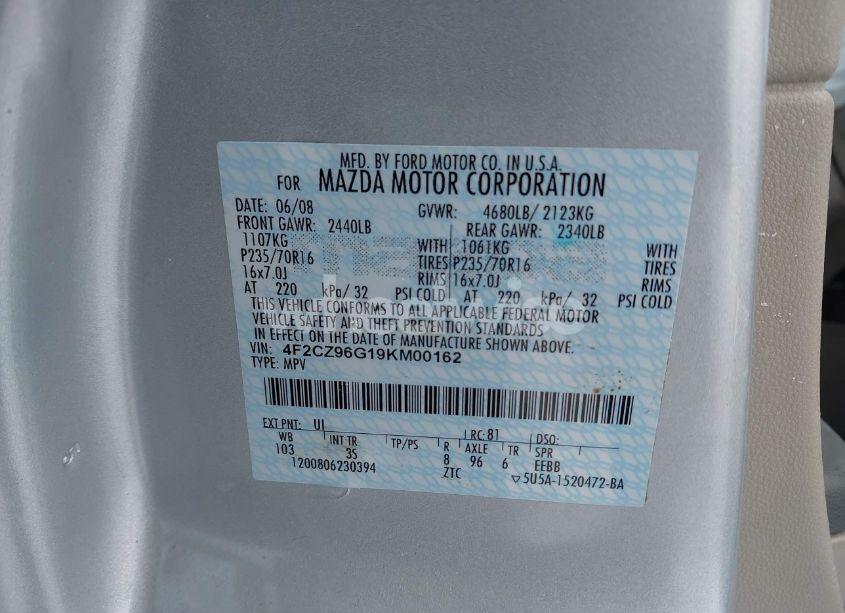 MFD. BY FORD MOTOR CO. IN U.S.A.
FOR MAZDA MOTOR CORPORATION
DATE: 06/08 GVWR: 4680LB/ 2123KG
FRONT GAWR: 2440LB REAR GAWR: 2340LB
1107KG WITH 1061KG WITH
P235/70R16 TIRES P235/70R16 TIRES
16x7.0J RIMS 16x7.0J RIMS
AT 220 kPa/ 32 PSI COLD AT 220 kPa/ 32 PSI COLD
THIS VEHICLE CONFORMS TO ALL APPLICABLE FEDERAL MOTOR
VEHICLE SAFETY AND THEFT PREVENTION STANDARDS
IN EFFECT ON THE DATE OF MANUFACTURE SHOWN ABOVE.
VIN: 4F2CZ96G19KM00162
TYPE: MPV
EXT PNT: UI RC: 81 DSO:
WB INT TR TP/PS R AXLE TR SPR
103 35 8 96 6 EEBB
1200806230394 ZTC ▽5U5A-1520472-BA